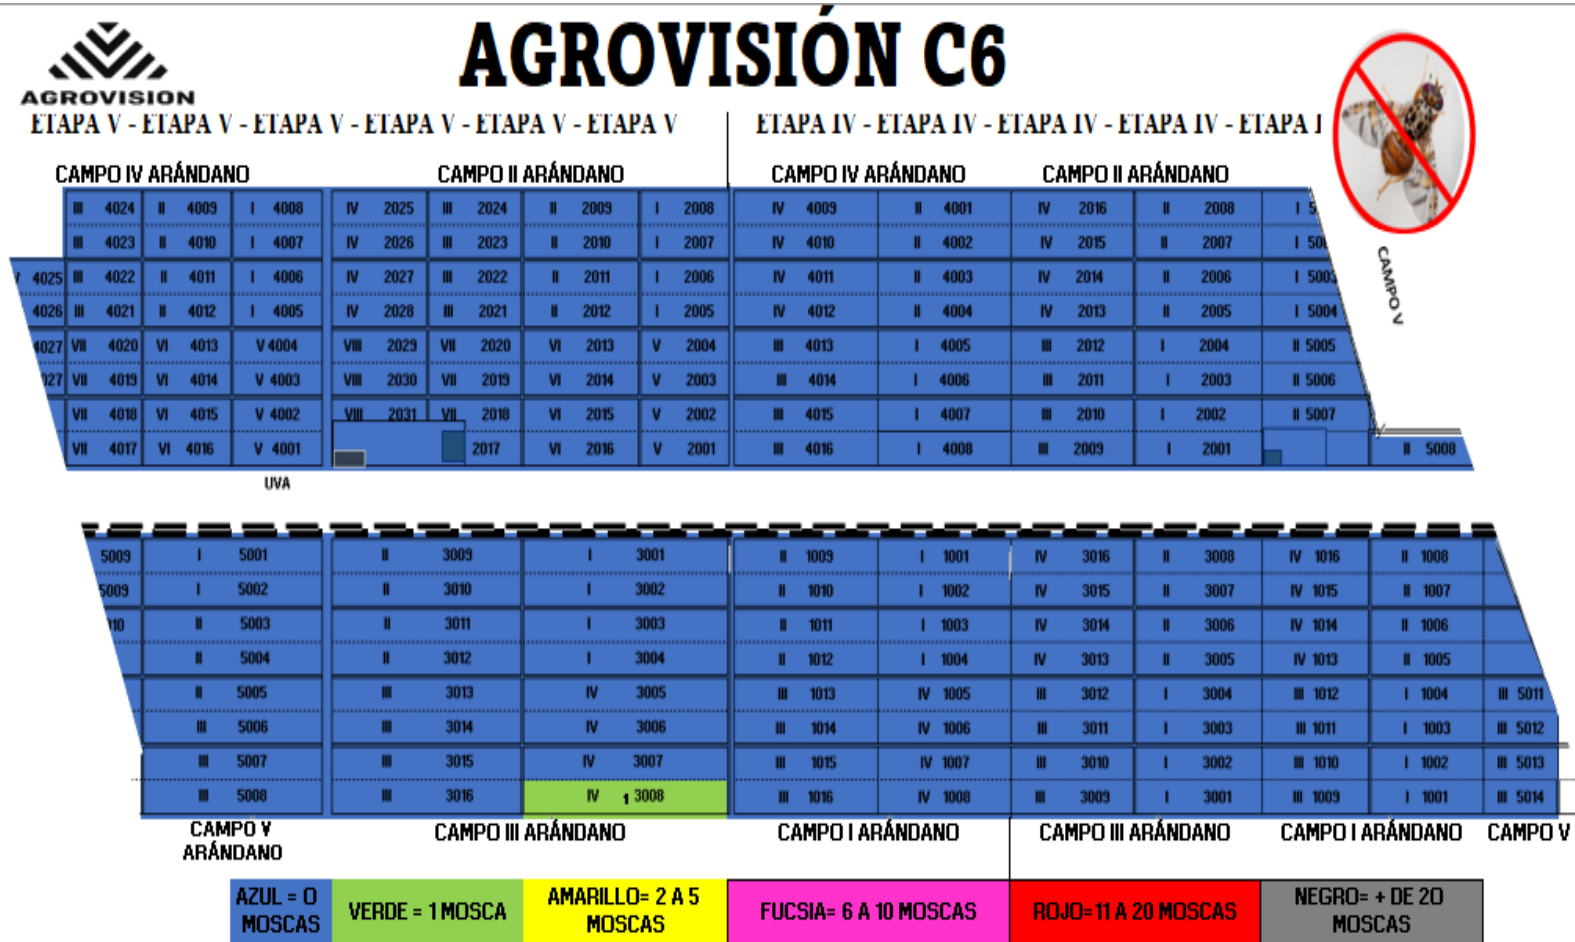 AGROVISIÓN C6
AGROVISION
ETAPA V - ETAPA V - ETAPA V - ETAPA V - ETAPA V - ETAPA V
ETAPA IV - ETAPA IV - ETAPA IV - ETAPA IV - ETAPA I
CAMPO IV ARÁNDANO CAMPO II ARÁNDANO CAMPO IV ARÁNDANO CAMPO II ARÁNDANO
III 4024 II 4009 I 4008 IV 2025 III 2024 II 2009 I 2008 IV 4009 II 4001 IV 2016 II 2008 I 5
III 4023 II 4010 I 4007 IV 2026 III 2023 II 2010 I 2007 IV 4010 II 4002 IV 2015 II 2007 I 50
CAMPO V
4025 III 4022 II 4011 I 4006 IV 2027 III 2022 II 2011 I 2006 IV 4011 II 4003 IV 2014 II 2006 I 5003
4026 III 4021 II 4012 I 4005 IV 2028 III 2021 II 2012 I 2005 IV 4012 II 4004 IV 2013 II 2005 I 5004
4027 VII 4020 VI 4013 V 4004 VIII 2029 VII 2020 VI 2013 V 2004 III 4013 I 4005 III 2012 I 2004 II 5005
027 VII 4019 VI 4014 V 4003 VIII 2030 VII 2019 VI 2014 V 2003 III 4014 I 4006 III 2011 I 2003 II 5006
VII 4018 VI 4015 V 4002 VIII 2031 VII 2018 VI 2015 V 2002 III 4015 I 4007 III 2010 I 2002 II 5007
VII 4017 VI 4016 V 4001 2017 VI 2016 V 2001 III 4016 I 4008 III 2009 I 2001 II 5008
UVA
5009 I 5001 II 3009 I 3001 II 1009 I 1001 IV 3016 II 3008 IV 1016 II 1008
5009 I 5002 II 3010 I 3002 II 1010 I 1002 IV 3015 II 3007 IV 1015 II 1007
010 II 5003 II 3011 I 3003 II 1011 I 1003 IV 3014 II 3006 IV 1014 II 1006
II 5004 II 3012 I 3004 II 1012 I 1004 IV 3013 II 3005 IV 1013 II 1005
II 5005 III 3013 IV 3005 III 1013 IV 1005 III 3012 I 3004 III 1012 I 1004 III 5011
III 5006 III 3014 IV 3006 III 1014 IV 1006 III 3011 I 3003 III 1011 I 1003 III 5012
III 5007 III 3015 IV 3007 III 1015 IV 1007 III 3010 I 3002 III 1010 I 1002 III 5013
III 5008 III 3016 IV 1 3008 III 1016 IV 1008 III 3009 I 3001 III 1009 I 1001 III 5014
CAMPO V CAMPO III ARÁNDANO CAMPO I ARÁNDANO CAMPO III ARÁNDANO CAMPO I ARÁNDANO CAMPO V
ARÁNDANO
AZUL = 0
MOSCAS
VERDE = 1 MOSCA
AMARILLO= 2 A 5
MOSCAS
FUCSIA= 6 A 10 MOSCAS
ROJO=11 A 20 MOSCAS
NEGRO= + DE 20
MOSCAS